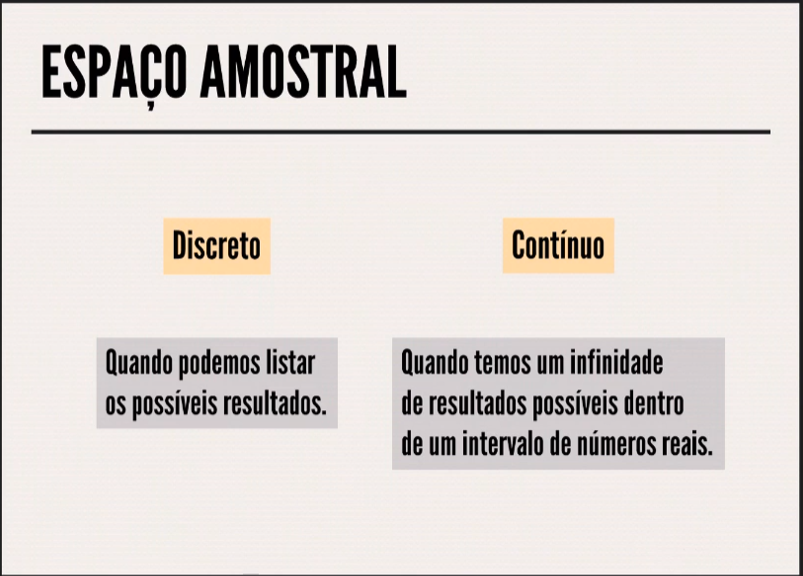 ESPAÇO AMOSTRAL
Discreto
Contínuo
Quando podemos listar
os possíveis resultados.
Quando temos um infinidade
de resultados possíveis dentro
de um intervalo de números reais.